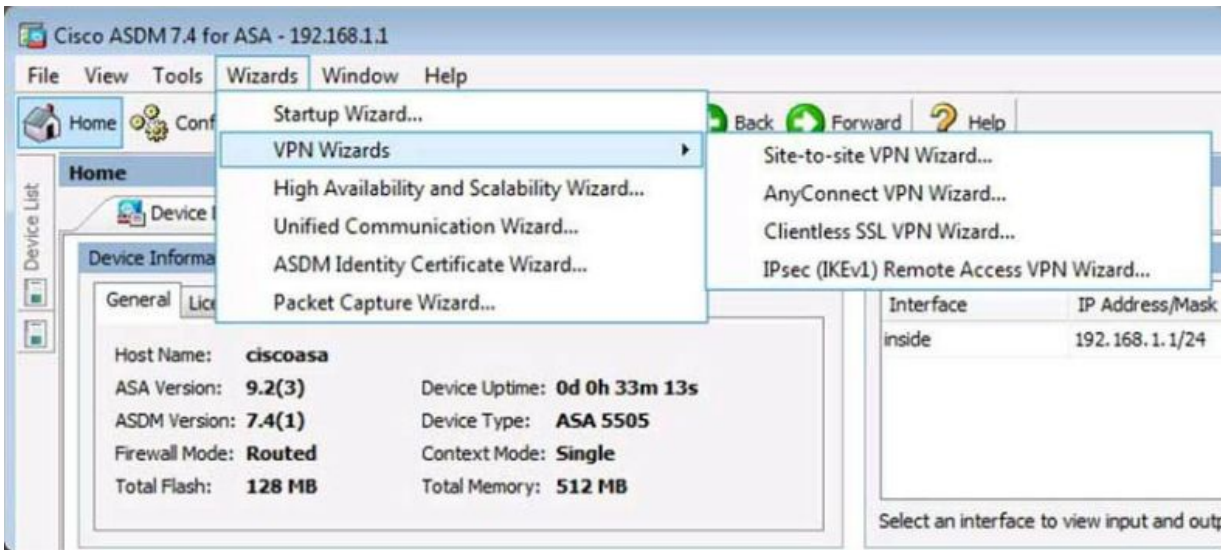 Cisco ASDM 7.4 for ASA - 192.168.1.1
File View Tools Wizards Window Help
Home Conf
Back Forward Help
Startup Wizard...
VPN Wizards
High Availability and Scalability Wizard...
Unified Communication Wizard...
ASDM Identity Certificate Wizard...
Packet Capture Wizard...
Site-to-site VPN Wizard...
AnyConnect VPN Wizard...
Clientless SSL VPN Wizard...
IPsec (IKEv1) Remote Access VPN Wizard...
Device List
Home
Device I
Device Informa
General Lice
Host Name: ciscoasa
ASA Version: 9.2(3) Device Uptime: 0d 0h 33m 13s
ASDM Version: 7.4(1) Device Type: ASA 5505
Firewall Mode: Routed Context Mode: Single
Total Flash: 128 MB Total Memory: 512 MB
Interface IP Address/Mask
inside 192.168.1.1/24
Select an interface to view input and outp